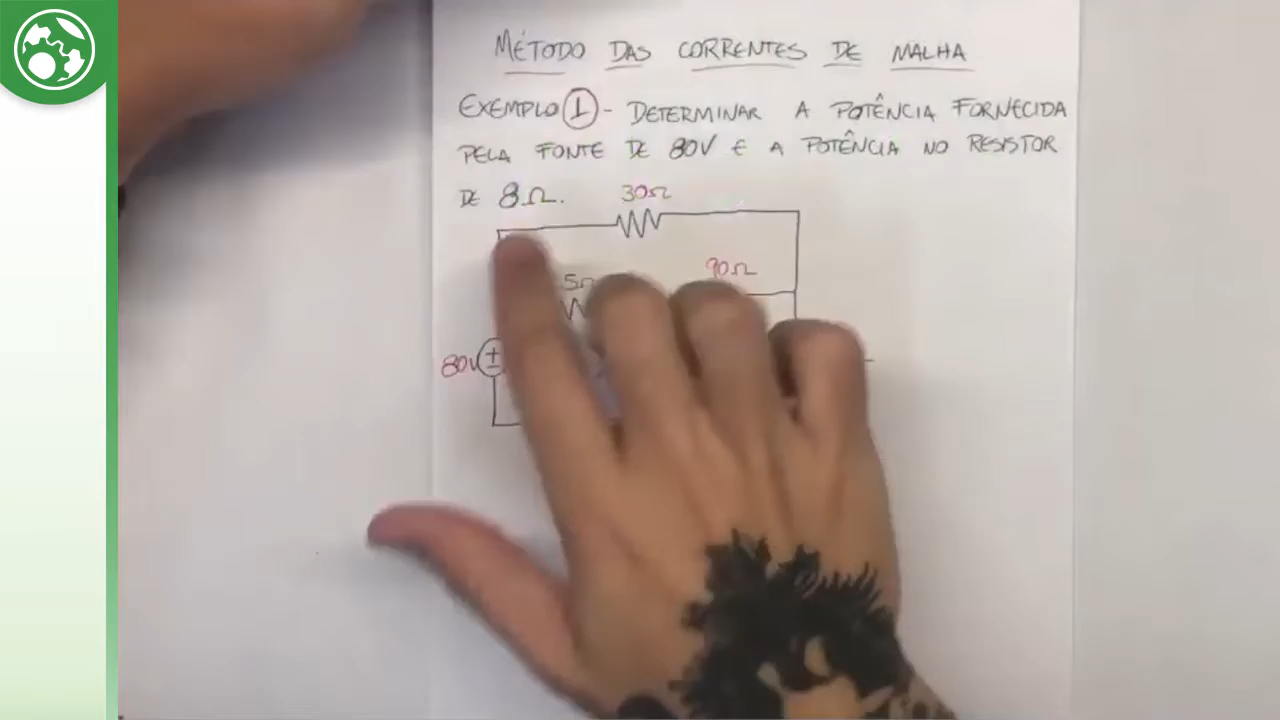 MÉTODO DAS CORRENTES DE MALHA
EXEMPLO 1 - DETERMINAR A POTÊNCIA FORNECIDA
PELA FONTE DE 80V E A POTÊNCIA NO RESISTOR
DE 8Ω.
30Ω
5Ω
90Ω
80V